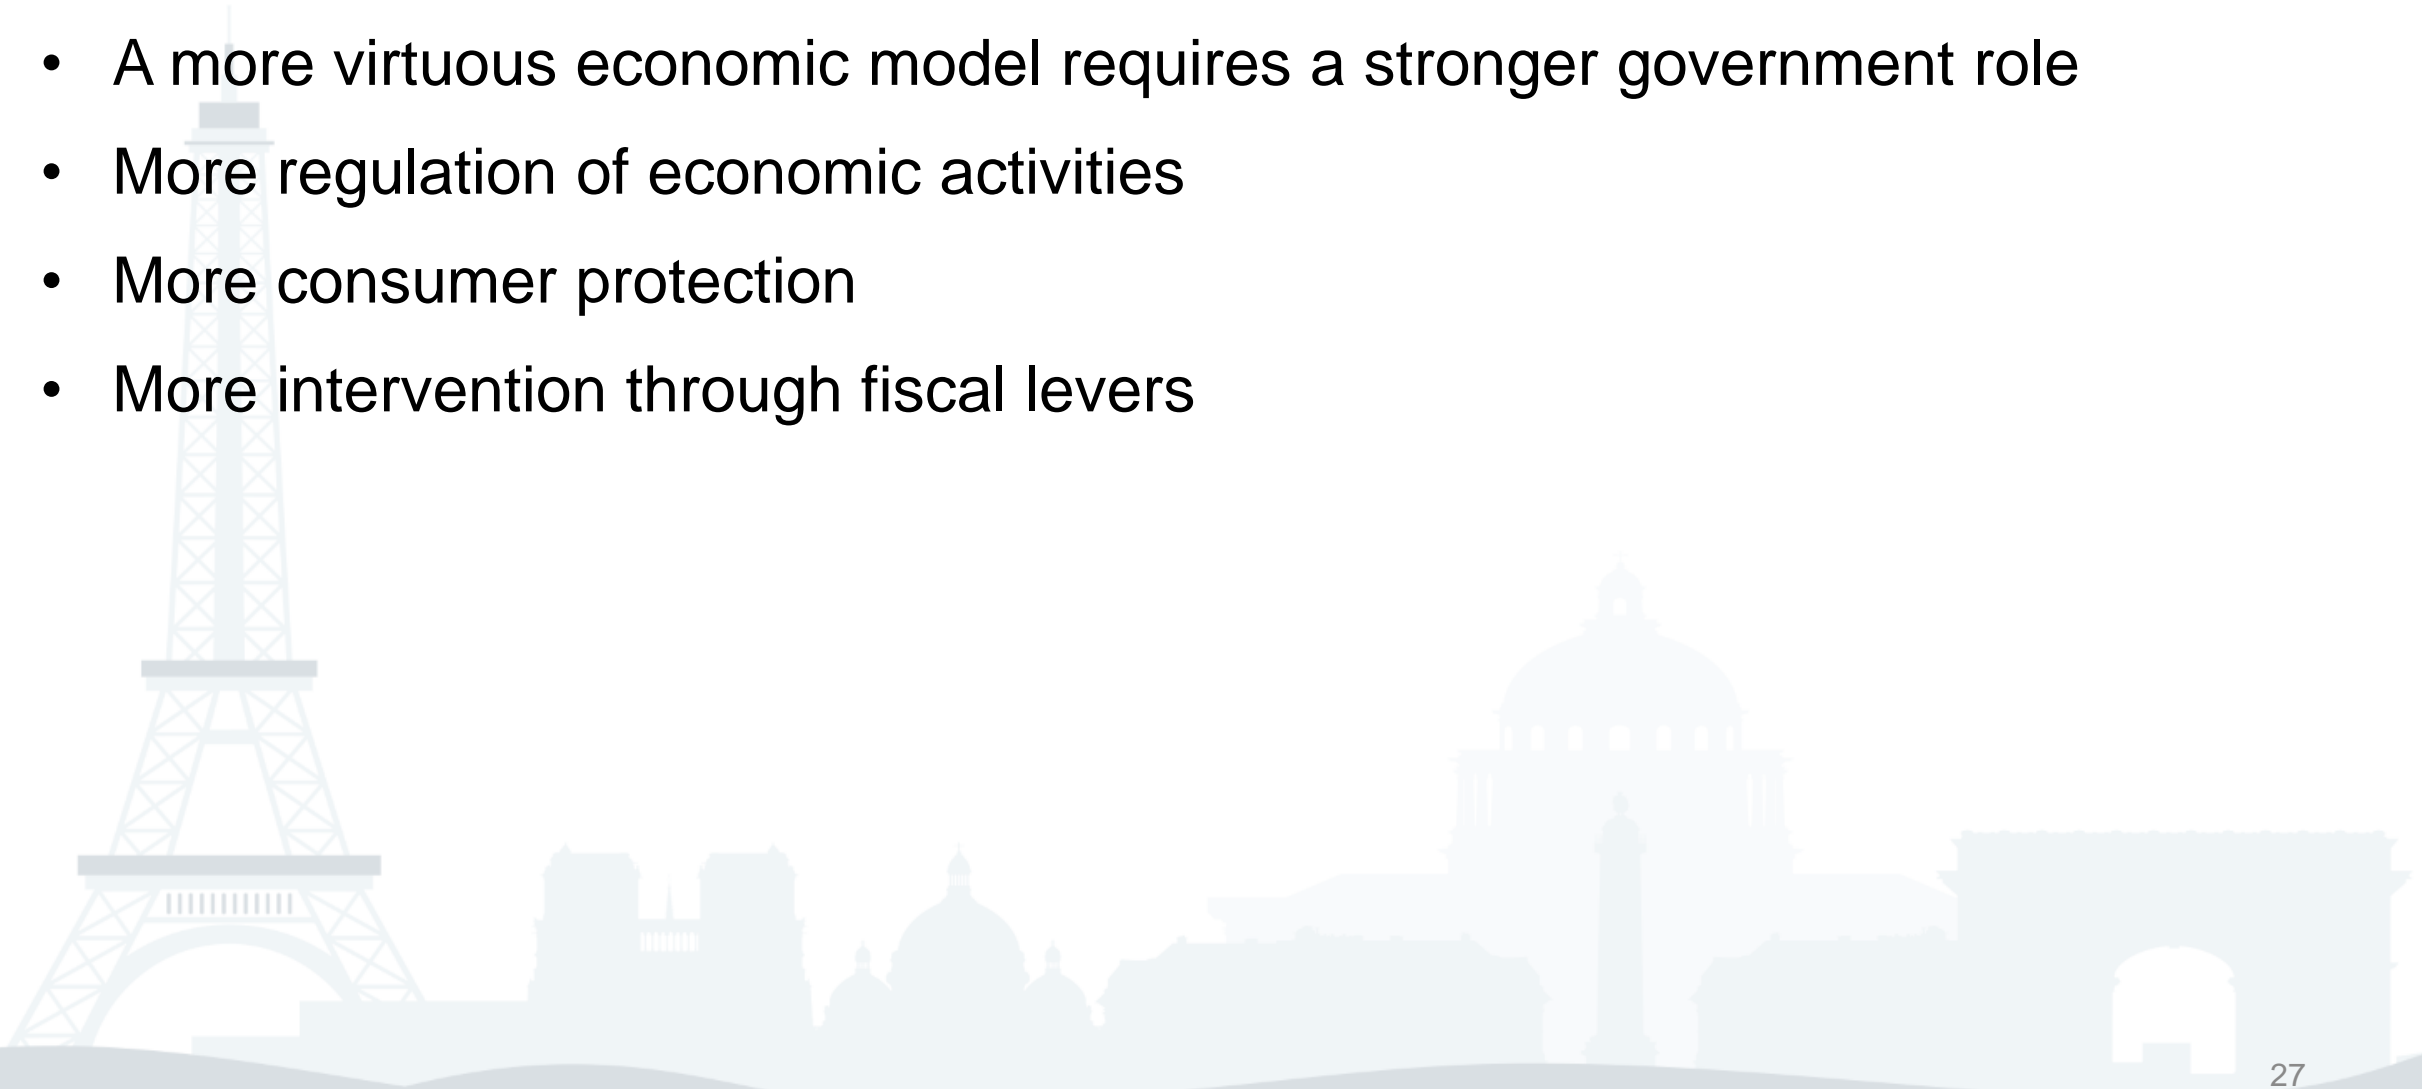 • A more virtuous economic model requires a stronger government role
• More regulation of economic activities
• More consumer protection
• More intervention through fiscal levers
27